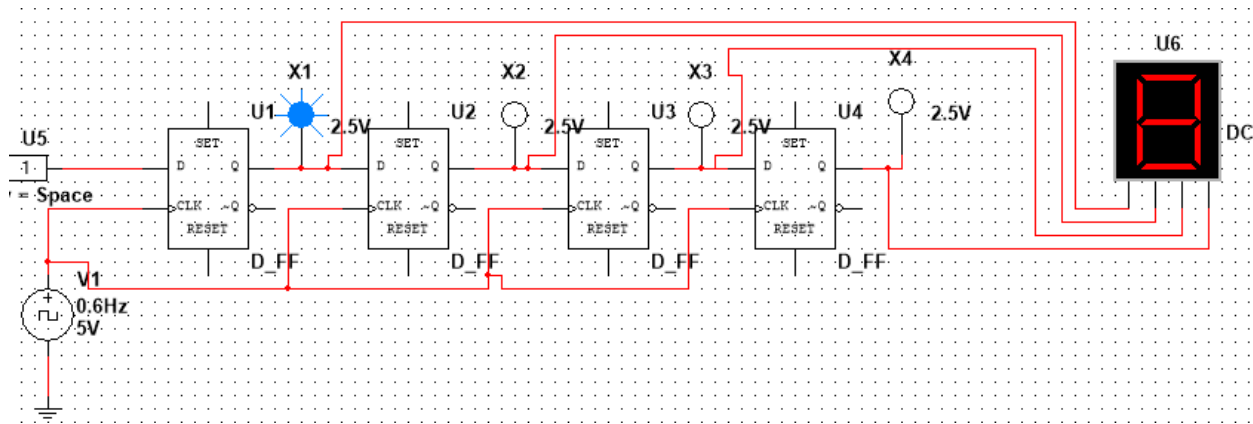 U6
X1
X2
X3
X4
U1
U2
U3
U4
2.5V
2.5V
2.5V
2.5V
U5
1
= Space
DC
SET
D Q
CLK ~Q
RESET
D_FF
SET
D Q
CLK ~Q
RESET
D_FF
SET
D Q
CLK ~Q
RESET
D_FF
SET
D Q
CLK ~Q
RESET
D_FF
V1
0.6Hz
5V
8